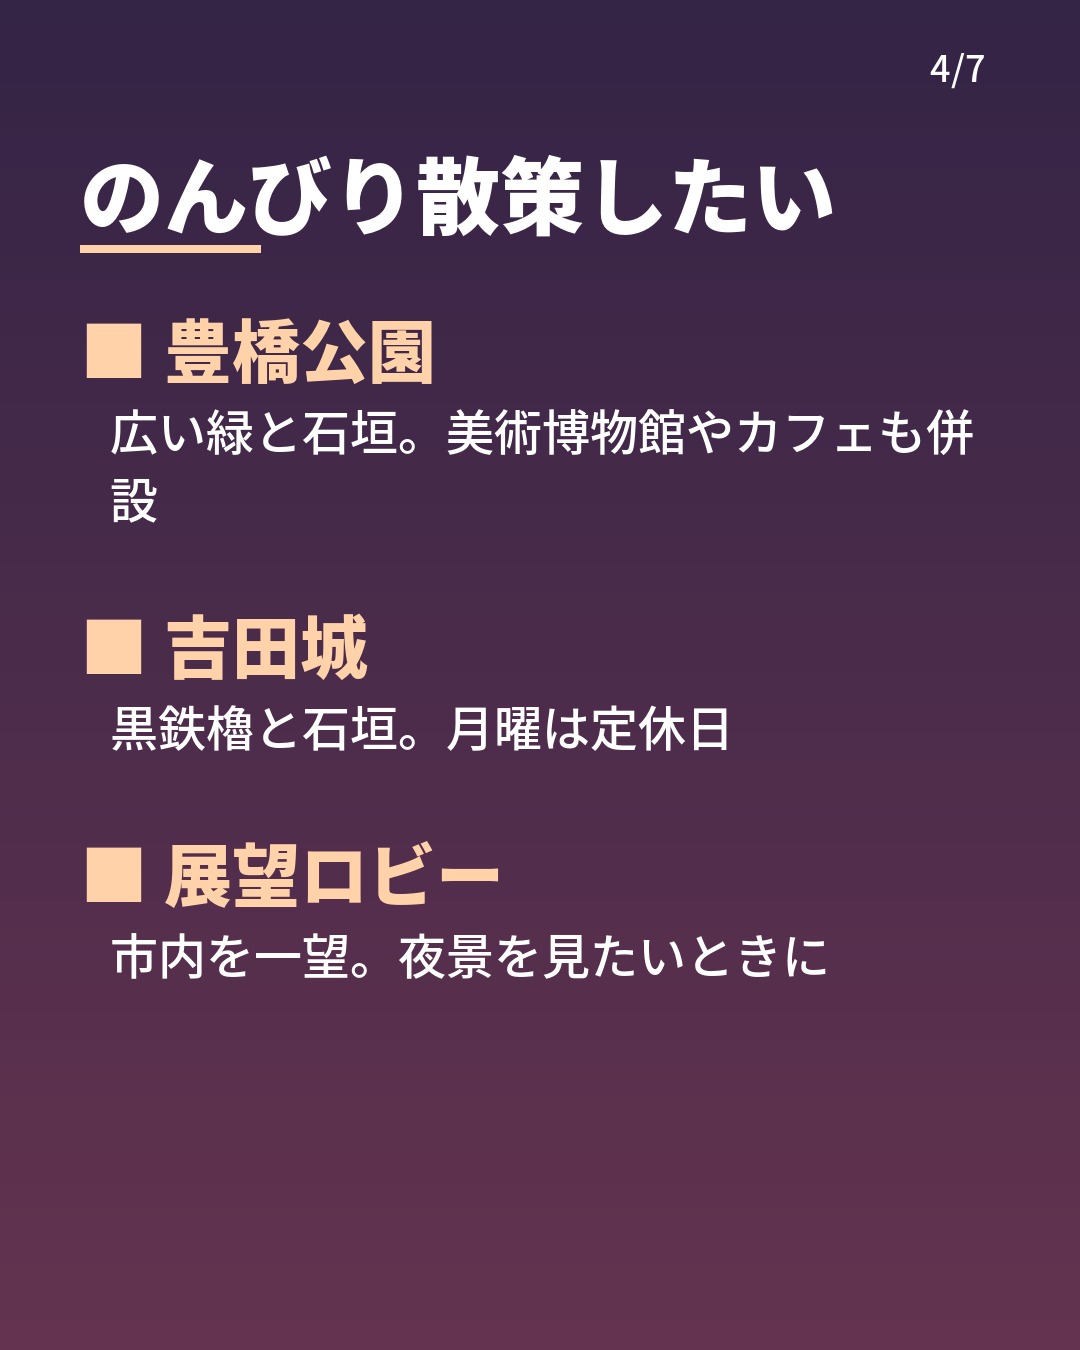 4/7
のんびり散策したい
■ 豊橋公園
広い緑と石垣。美術博物館やカフェも併
設
■ 吉田城
黒鉄櫓と石垣。月曜は定休日
■ 展望ロビー
市内を一望。夜景を見たいときに